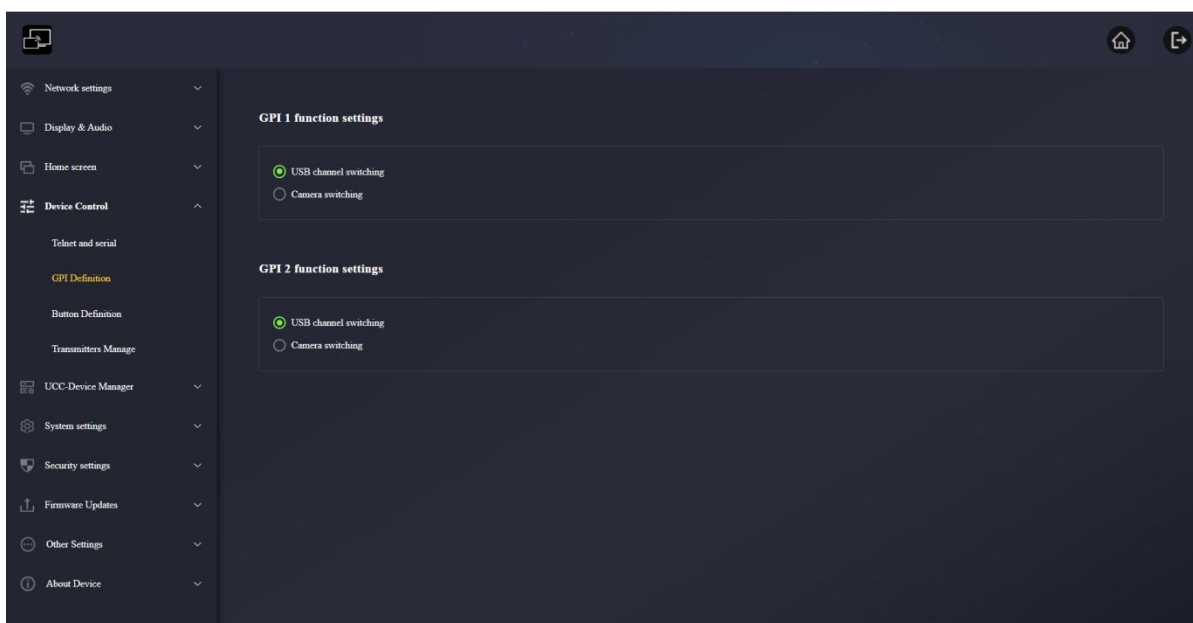 Network settings
Display & Audio
Home screen
Device Control
Telnet and serial
GPI Definition
Button Definition
Transmitters Manage
UCC-Device Manager
System settings
Security settings
Firmware Updates
Other Settings
About Device
GPI 1 function settings
USB channel switching
Camera switching
GPI 2 function settings
USB channel switching
Camera switching